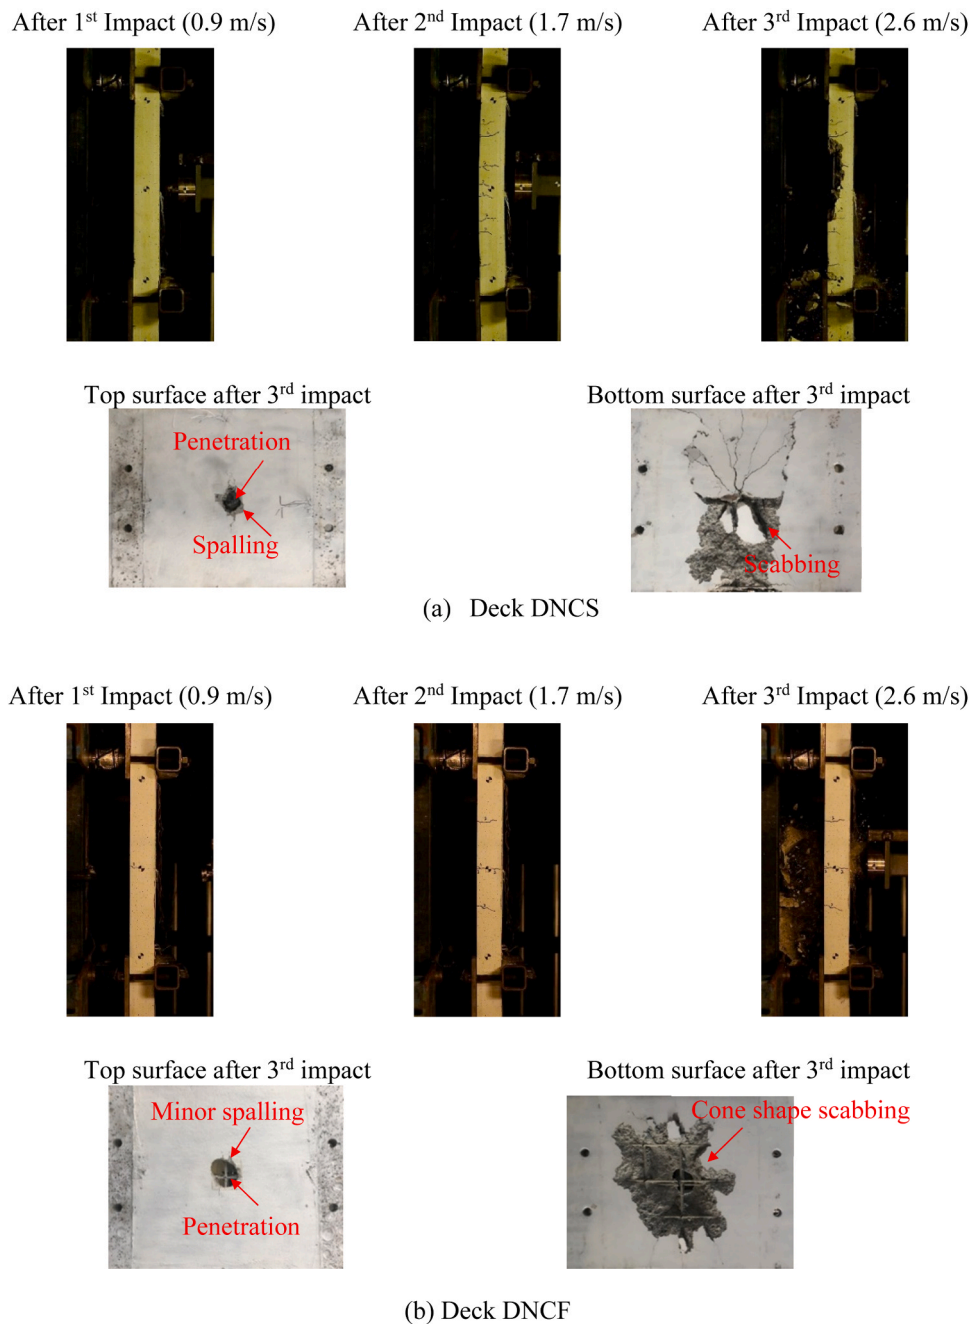 After 1st Impact (0.9 m/s) After 2nd Impact (1.7 m/s) After 3rd Impact (2.6 m/s)
Top surface after 3rd impact Bottom surface after 3rd impact
Penetration
Spalling
Scabbing
(a) Deck DNCS
After 1st Impact (0.9 m/s) After 2nd Impact (1.7 m/s) After 3rd Impact (2.6 m/s)
Top surface after 3rd impact Bottom surface after 3rd impact
Minor spalling Cone shape scabbing
Penetration
(b) Deck DNCF